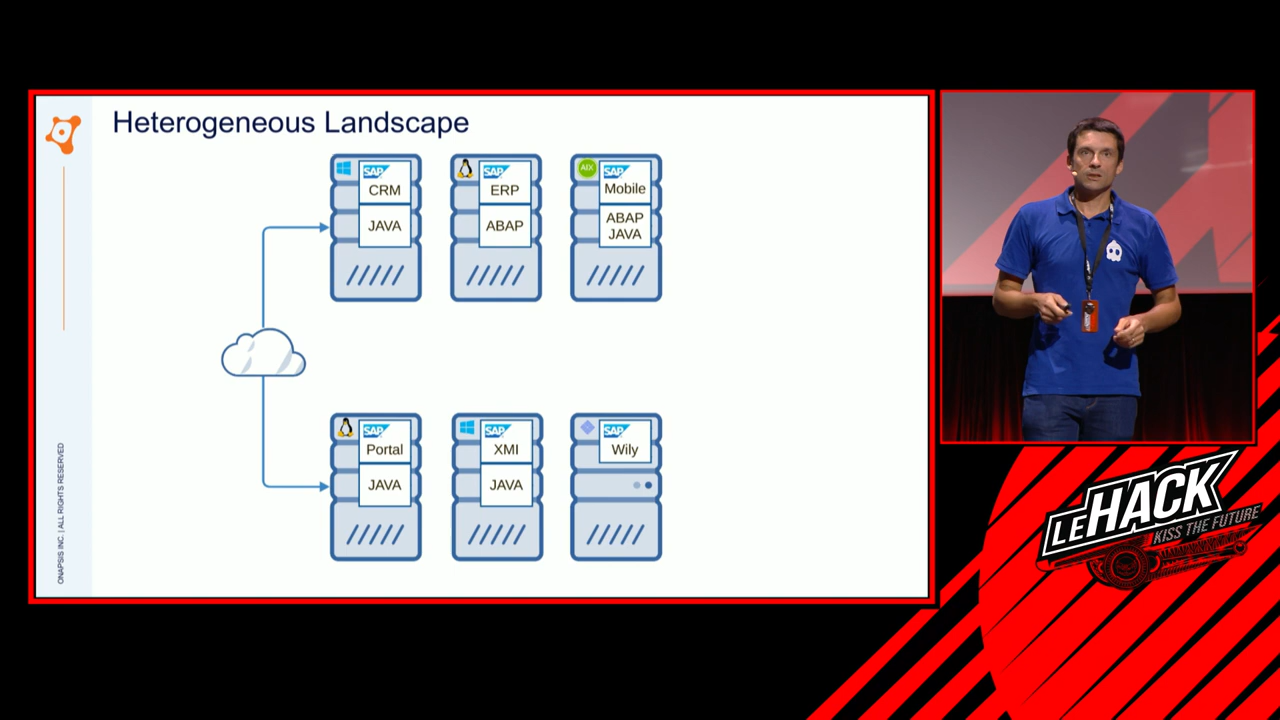 Heterogeneous Landscape
SAP
CRM
JAVA
SAP
ERP
ABAP
AIX
SAP
Mobile
ABAP
JAVA
SAP
Portal
JAVA
SAP
XMI
JAVA
SAP
Wily
ONAPSIS INC. | ALL RIGHTS RESERVED
LEHACK
KISS THE FUTURE